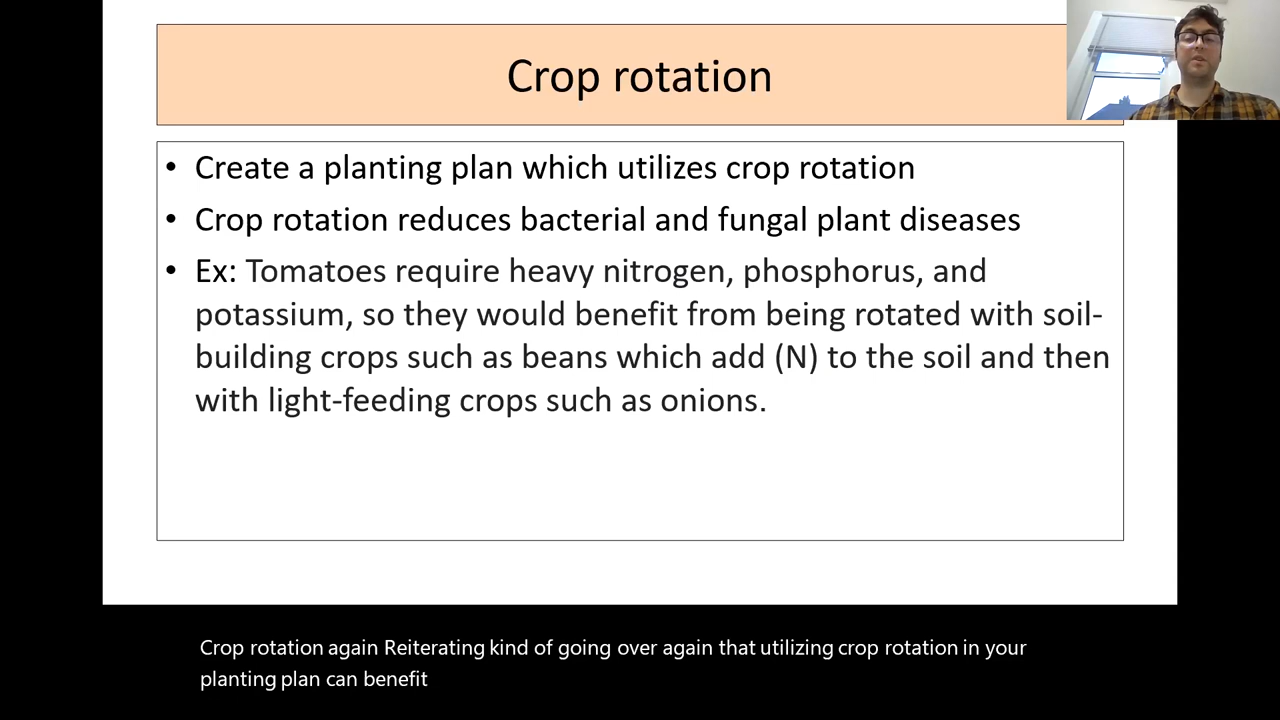 Crop rotation
• Create a planting plan which utilizes crop rotation
• Crop rotation reduces bacterial and fungal plant diseases
• Ex: Tomatoes require heavy nitrogen, phosphorus, and
potassium, so they would benefit from being rotated with soil-
building crops such as beans which add (N) to the soil and then
with light-feeding crops such as onions.
Crop rotation again Reiterating kind of going over again that utilizing crop rotation in your
planting plan can benefit